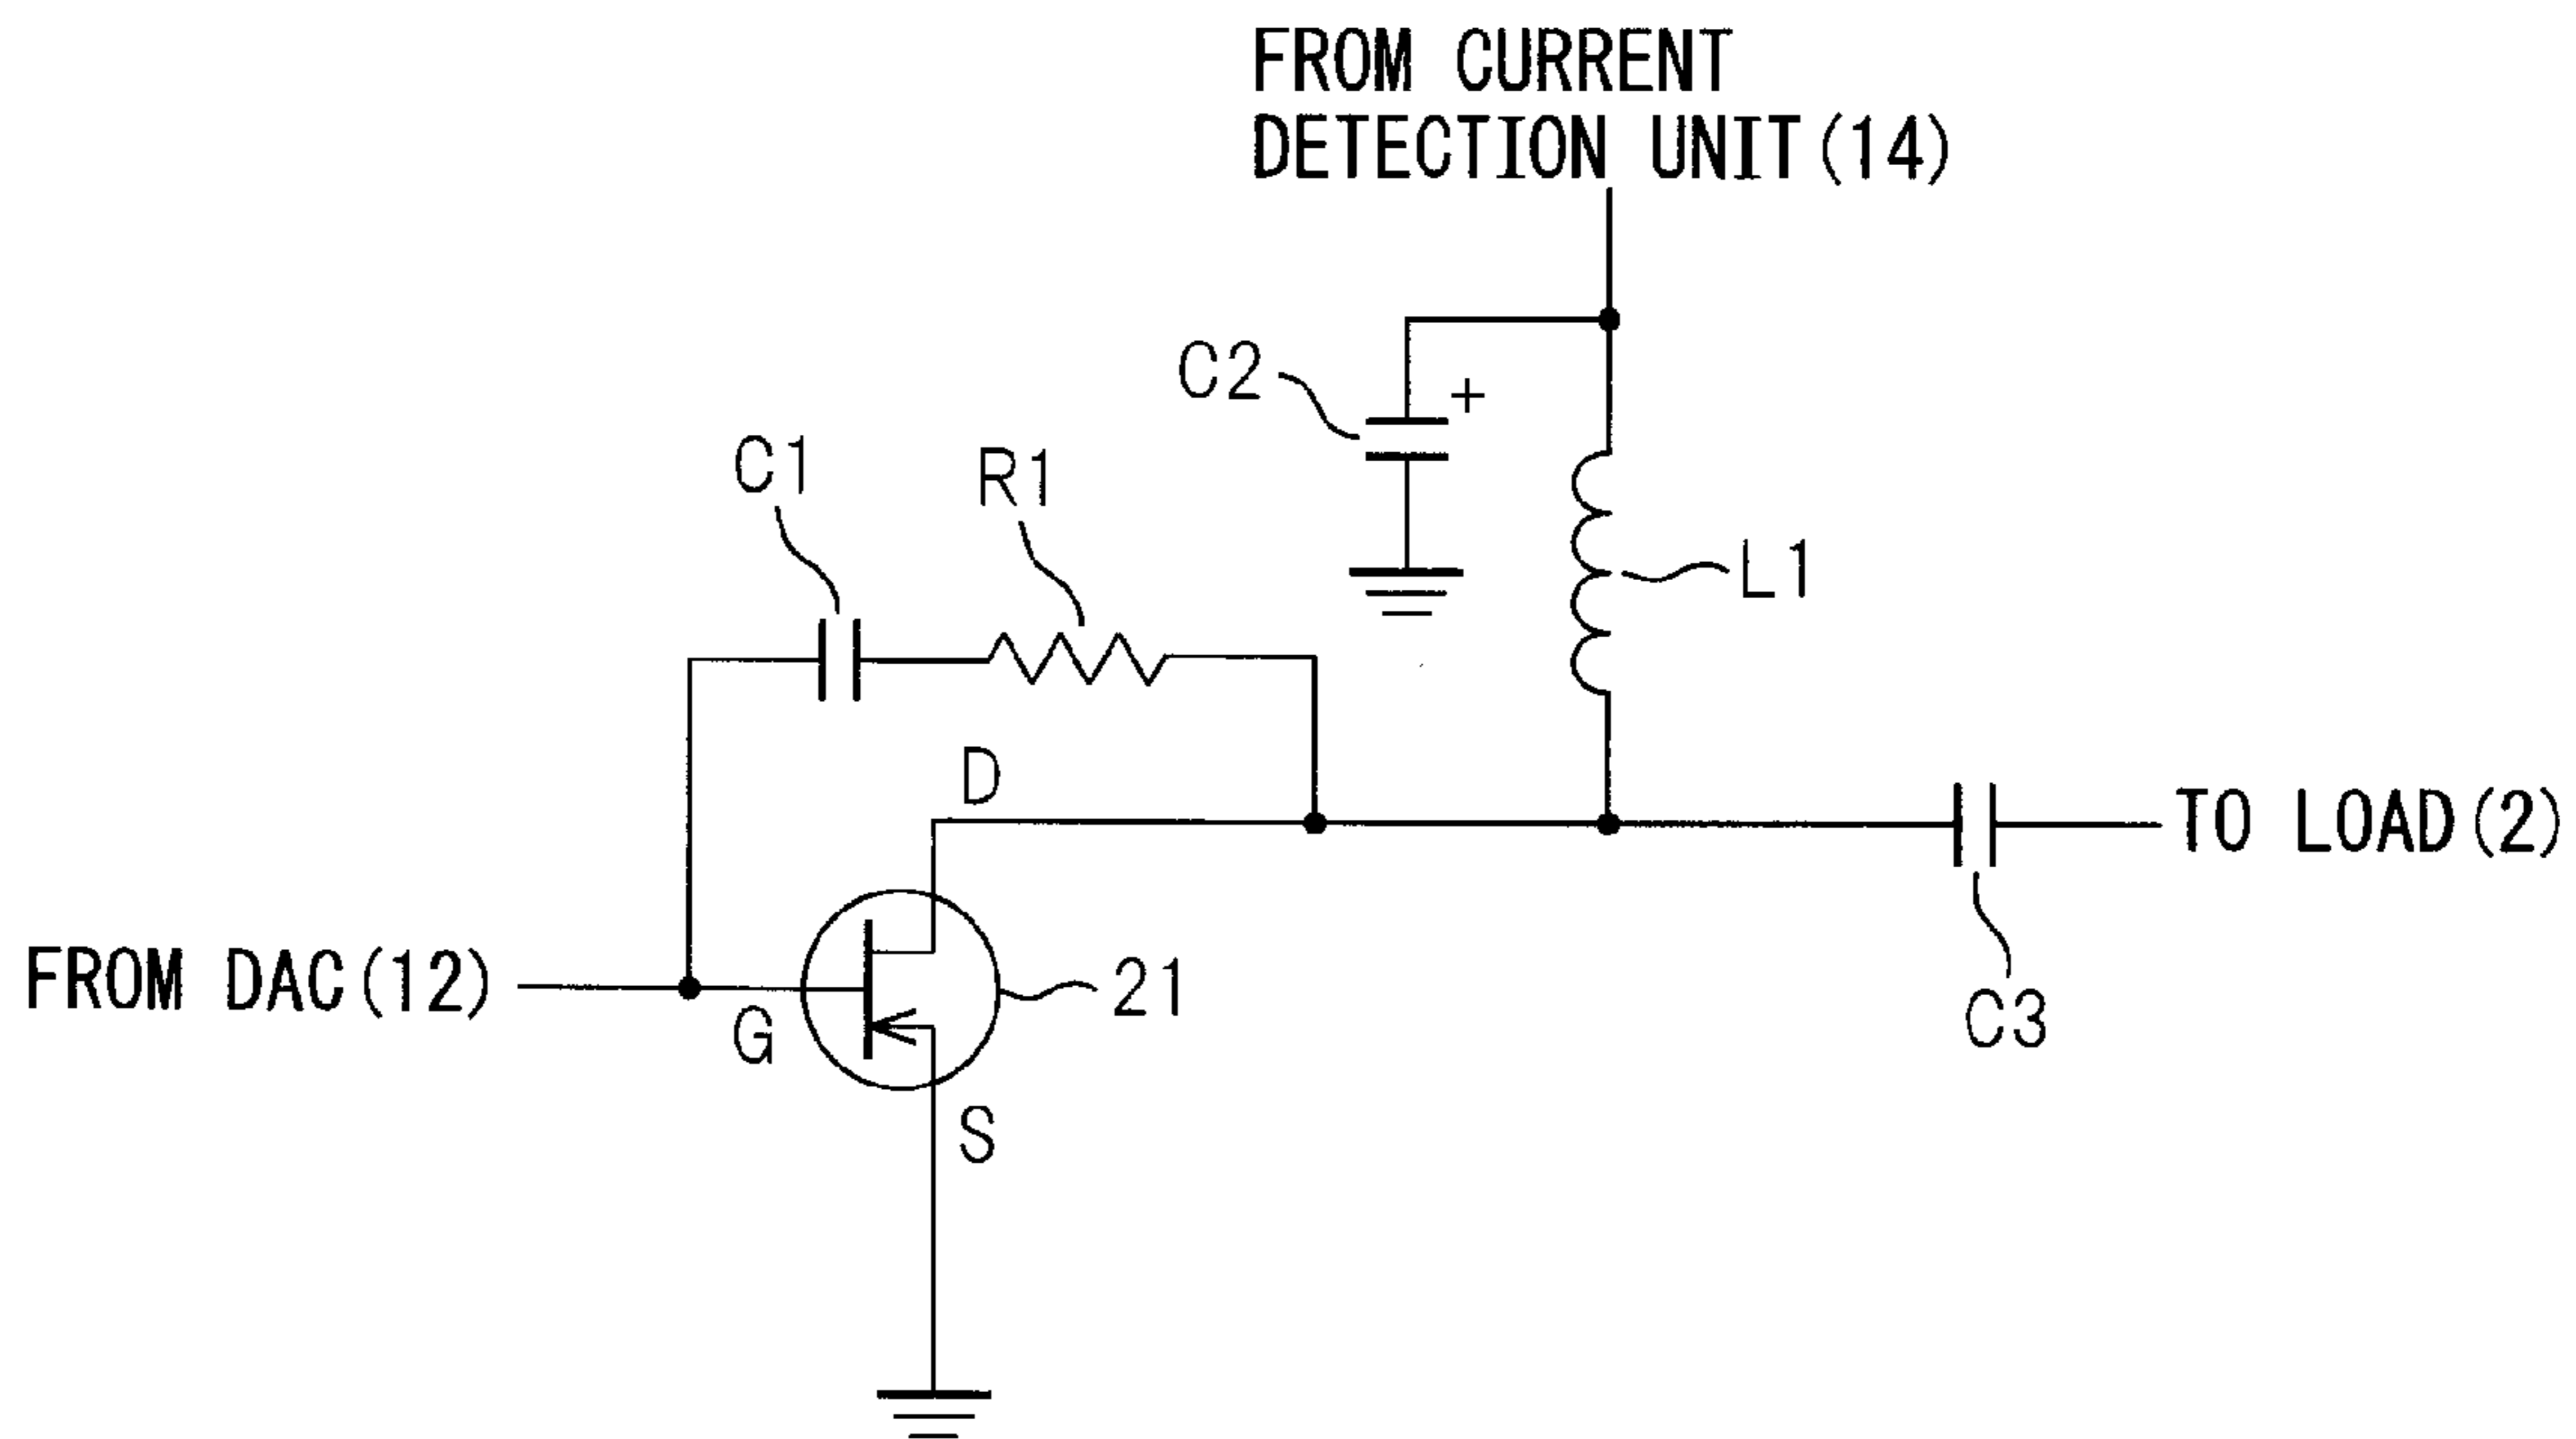 FROM CURRENT
DETECTION UNIT(14)
C2
+
C1
R1
L1
D
TO LOAD(2)
FROM DAC(12)
G
21
C3
S